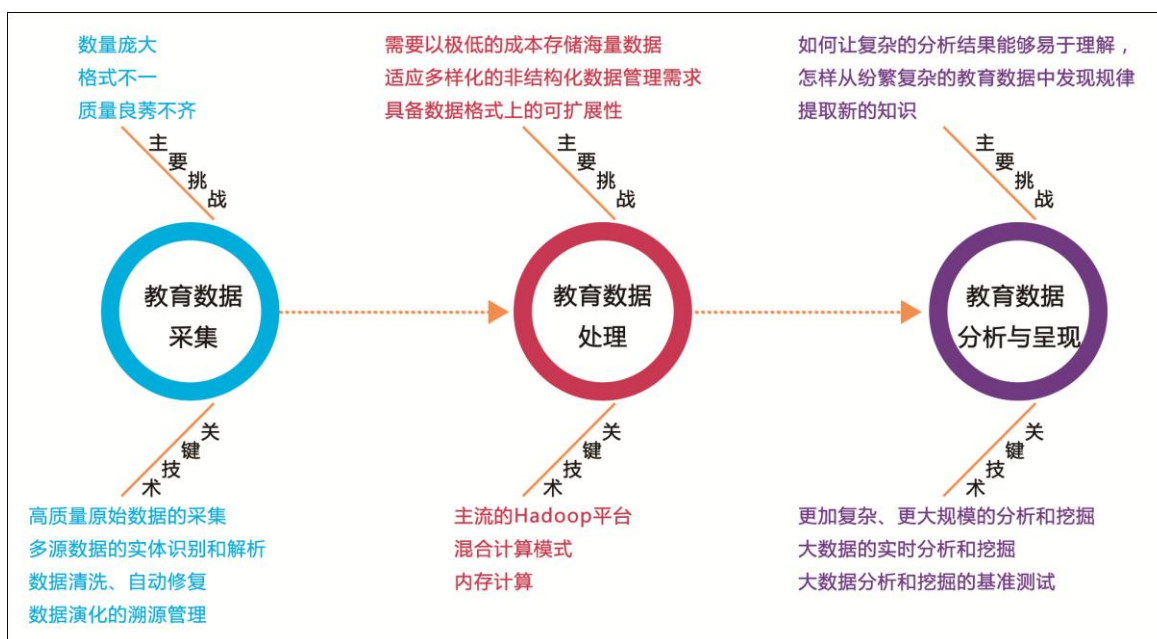 数量庞大
格式不一
质量良莠不齐
主要挑战
教育数据
采集
关键技术
高质量原始数据的采集
多源数据的实体识别和解析
数据清洗、自动修复
数据演化的溯源管理
需要以极低的成本存储海量数据
适应多样化的非结构化数据管理需求
具备数据格式上的可扩展性
主要挑战
教育数据
处理
关键技术
主流的Hadoop平台
混合计算模式
内存计算
如何让复杂的分析结果能够易于理解，
怎样从纷繁复杂的教育数据中发现规律
提取新的知识
主要挑战
教育数据
分析与呈现
关键技术
更加复杂、更大规模的分析和挖掘
大数据的实时分析和挖掘
大数据分析和挖掘的基准测试